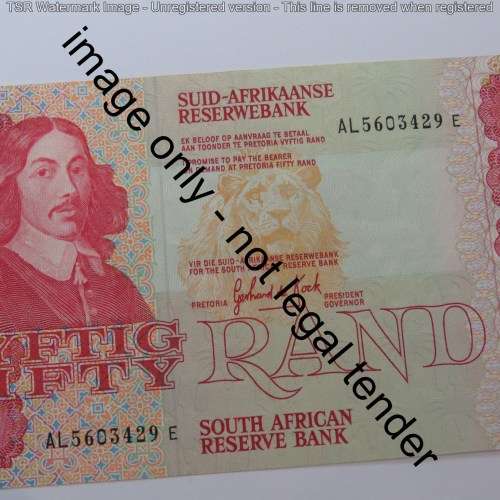 TSR Watermark Image - Unregistered version - This line is removed when registered
image only - not legal tender
SUID-AFRIKAANSE
RESERWEBANK
AL5603429 E
EK BELOOF OP AANVRAAG TE BETAAL
AAN TOONDER TE PRETORIA VYFTIG RAND
PROMISE TO PAY THE BEARER
DEMAND AT PRETORIA FIFTY RAND
VIR DIE SUID-AFRIKAANSE RESERWEBANK
FOR THE SOUTH RESERVE BANK
PRETORIA
PRESIDENT
GOVERNOR
FTIG
FTY
RAND
AL5603429 E
SOUTH AFRICAN
RESERVE BANK